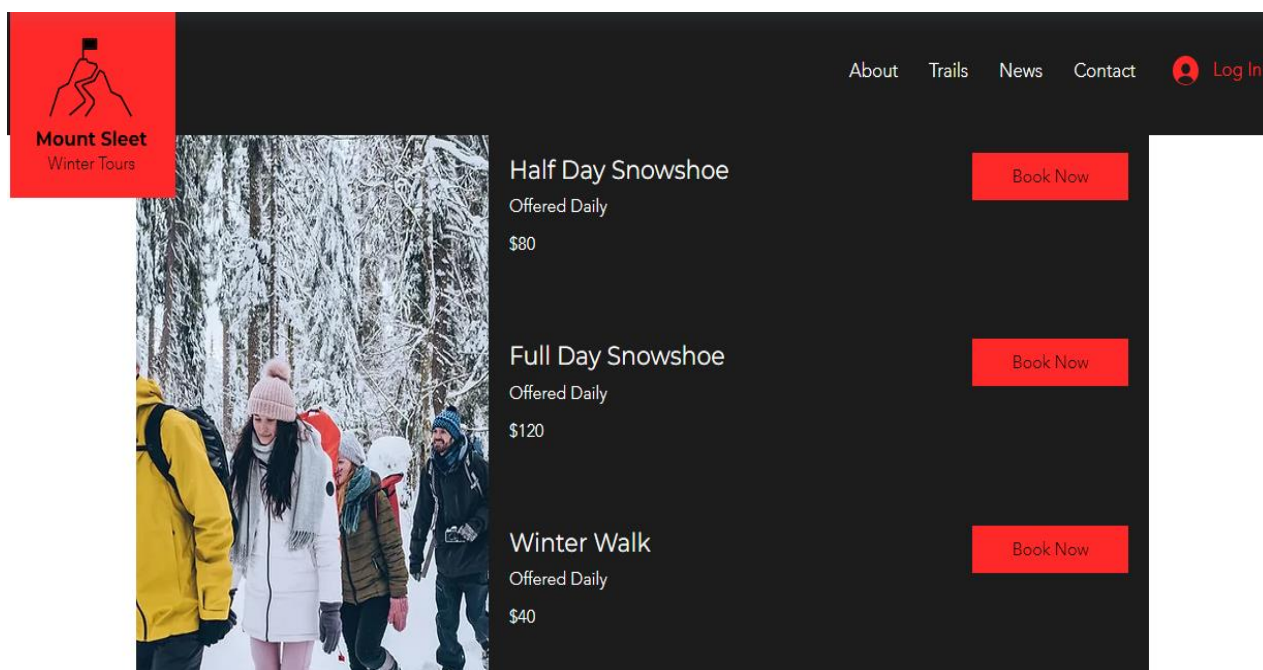 About Trails News Contact Log In
Mount Sleet
Winter Tours
Half Day Snowshoe
Book Now
Offered Daily
$80
Full Day Snowshoe
Book Now
Offered Daily
$120
Winter Walk
Book Now
Offered Daily
$40